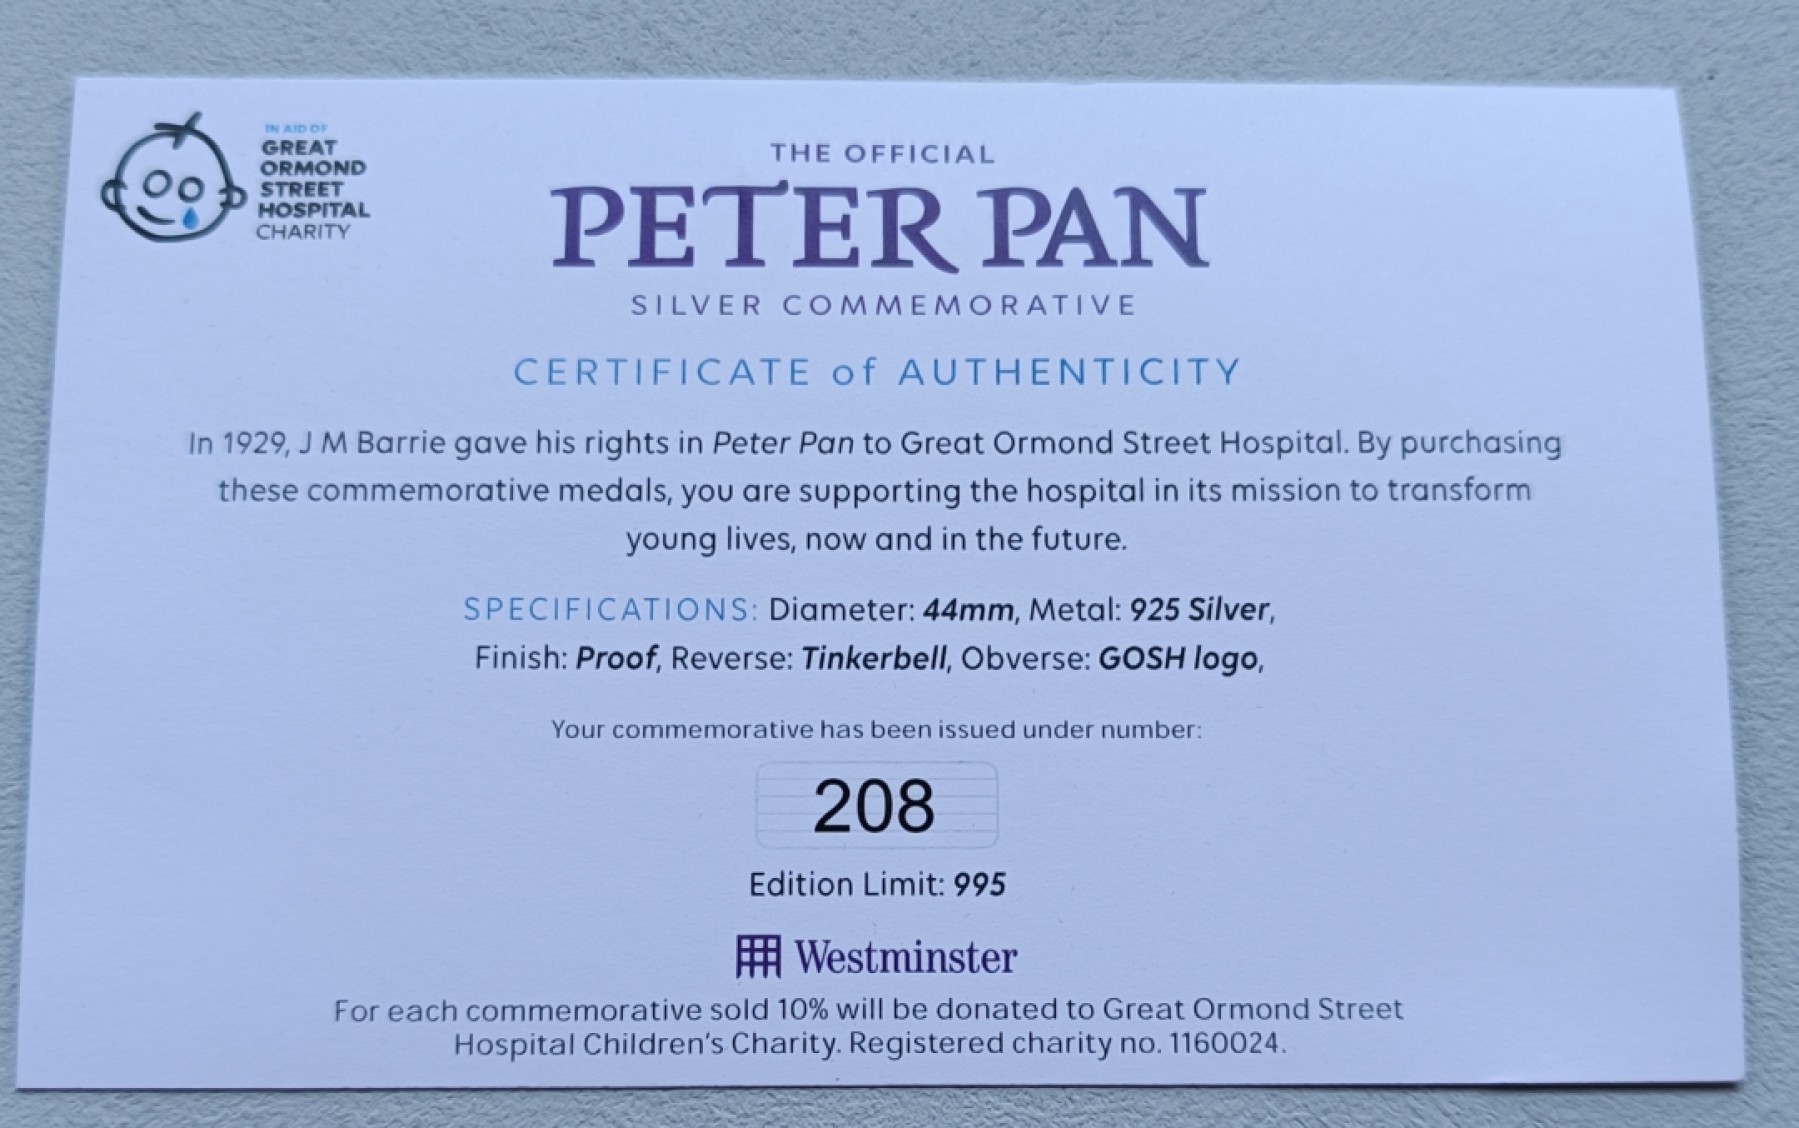 IN AID OF
GREAT
ORMOND
STREET
HOSPITAL
CHARITY
THE OFFICIAL
PETER PAN
SILVER COMMEMORATIVE
CERTIFICATE of AUTHENTICITY
In 1929, J M Barrie gave his rights in Peter Pan to Great Ormond Street Hospital. By purchasing
these commemorative medals, you are supporting the hospital in its mission to transform
young lives, now and in the future.
SPECIFICATIONS: Diameter: 44mm, Metal: 925 Silver,
Finish: Proof, Reverse: Tinkerbell, Obverse: GOSH logo,
Your commemorative has been issued under number:
208
Edition Limit: 995
Westminster
For each commemorative sold 10% will be donated to Great Ormond Street
Hospital Children's Charity. Registered charity no. 1160024.